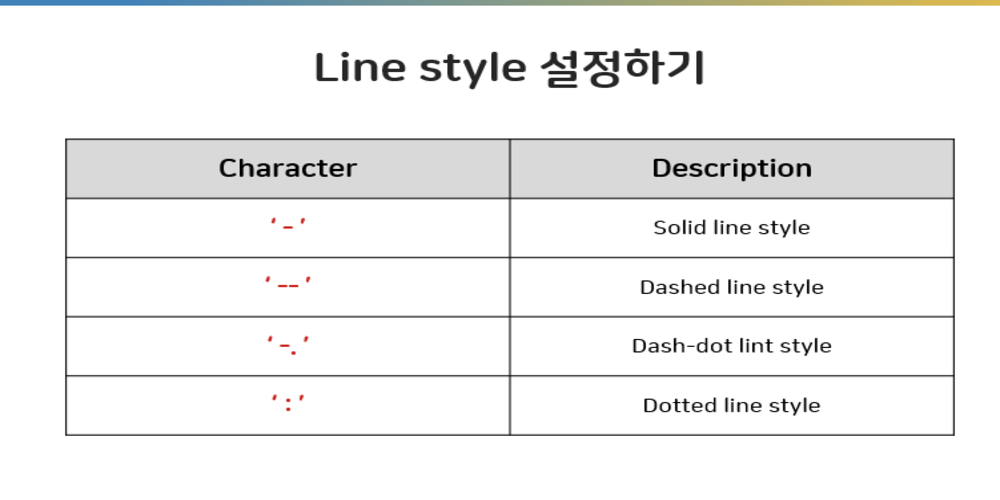 Line style 설정하기
Character Description
‘ - ’ Solid line style
‘ -- ’ Dashed line style
‘ -. ’ Dash-dot lint style
‘ : ’ Dotted line style